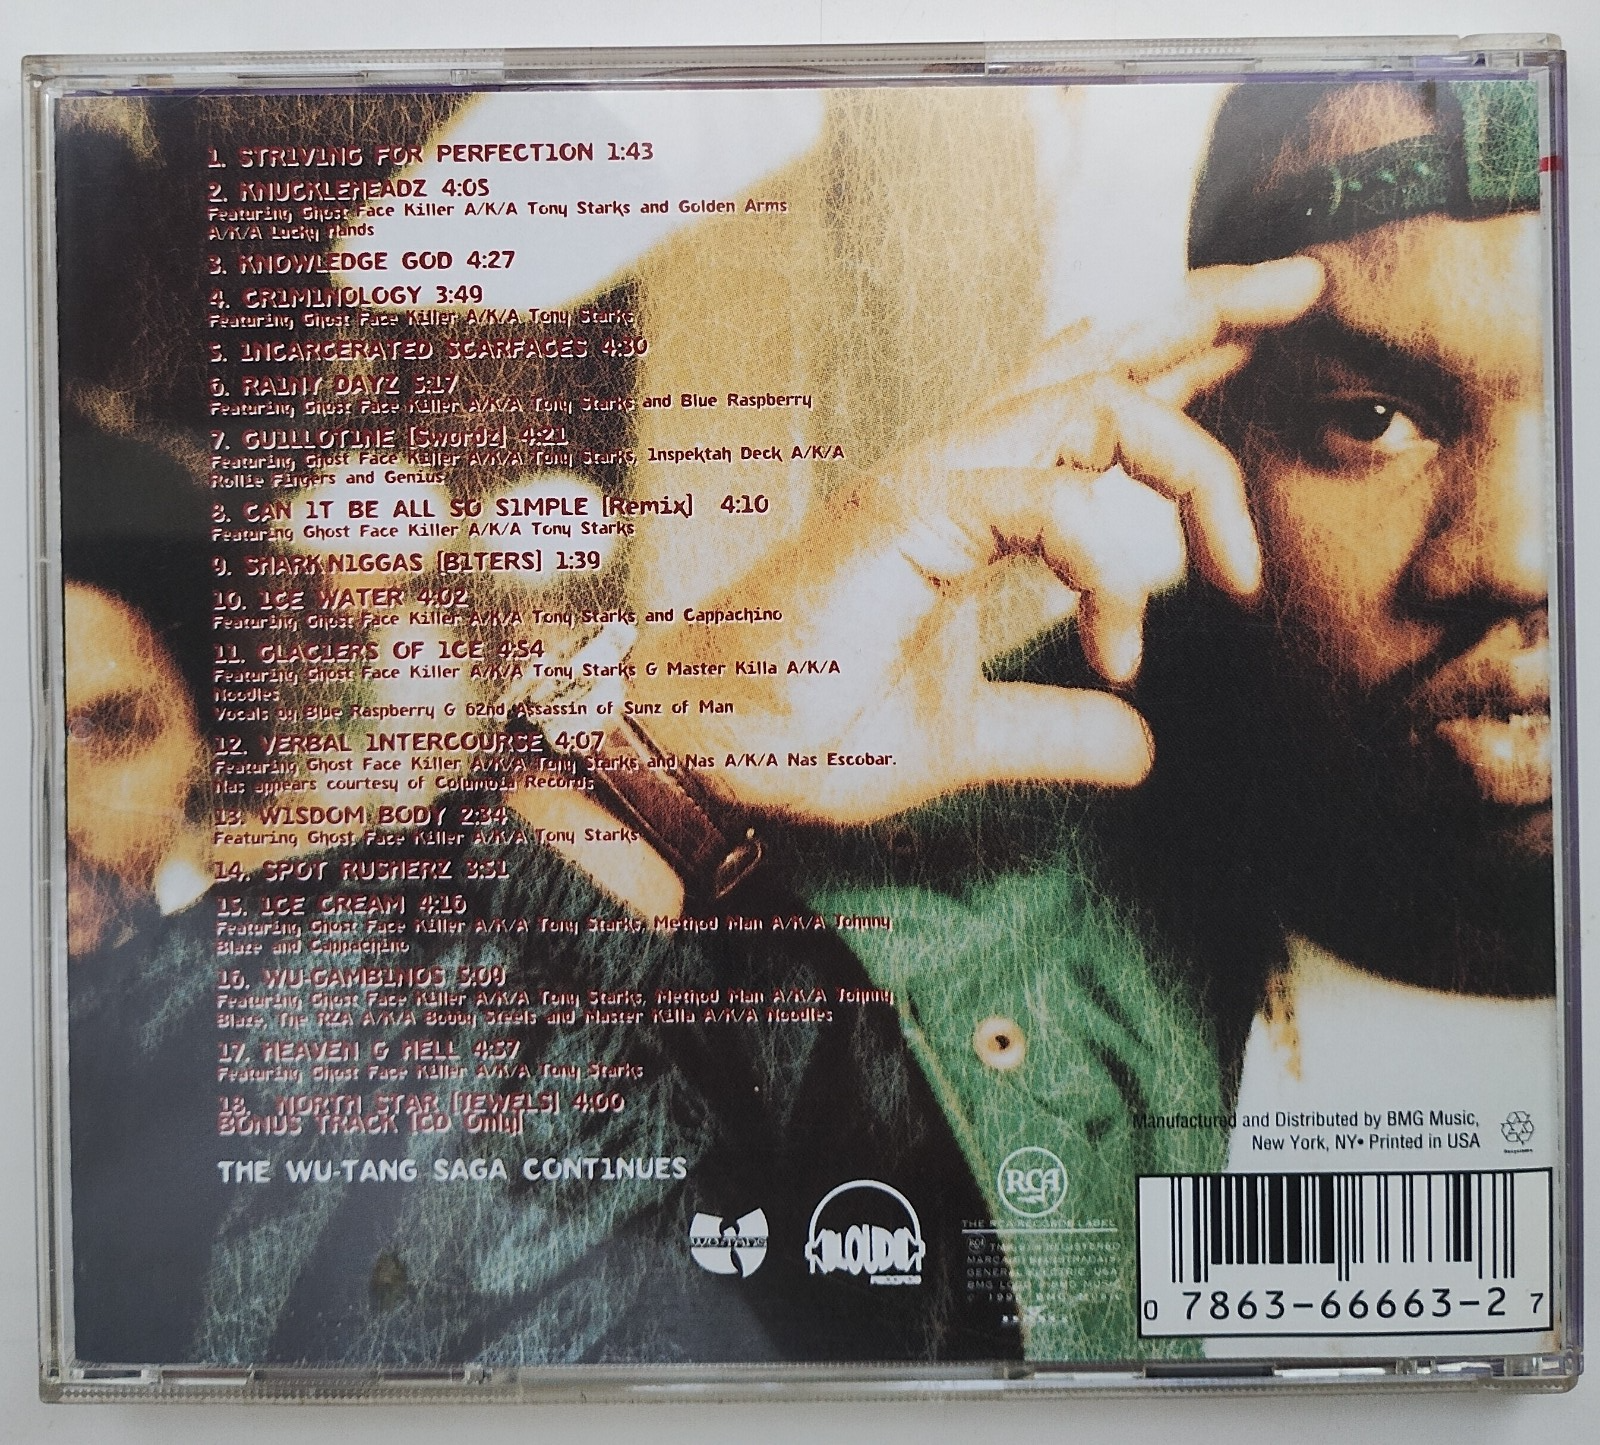 1. STR1V1NG FOR PERFECT1ON 1:43
2. KNUCKLEHEADZ 4:05
Featuring Ghost Face Killer A/K/A Tony Starks and Golden Arms
A/K/A Lucky Hands
3. KNOWLEDGE GOD 4:27
4. CR1M1NOLOGY 3:49
Featuring Ghost Face Killer A/K/A Tony Starks
5. 1NCARCERATED SCARFACES 4:30
6. RA1NY DAYZ 5:17
Featuring Ghost Face Killer A/K/A Tony Starks and Blue Raspberry
7. GU1LLOT1NE [Swordz] 4:21
Featuring Ghost Face Killer A/K/A Tony Starks, 1nspektah Deck A/K/A
Rollie Fingers and Genius
8. CAN 1T BE ALL SO S1MPLE [Remix] 4:10
Featuring Ghost Face Killer A/K/A Tony Starks
9. SHARK N1GGAS [B1TERS] 1:39
10. 1CE WATER 4:02
Featuring Ghost Face Killer A/K/A Tony Starks and Cappachino
11. GLAC1ERS OF 1CE 4:54
Featuring Ghost Face Killer A/K/A Tony Starks & Master Killa A/K/A
Noodles
Vocals by Blue Raspberry & 62nd Assassin of Sunz of Man
12. VERBAL 1NTERCOURSE 4:07
Featuring Ghost Face Killer A/K/A Tony Starks and Nas A/K/A Nas Escobar.
Nas appears courtesy of Columbia Records
13. W1SDOM BODY 2:34
Featuring Ghost Face Killer A/K/A Tony Starks
14. SPOT RUSHERZ 3:51
15. 1CE CREAM 4:16
Featuring Ghost Face Killer A/K/A Tony Starks, Method Man A/K/A Johnny
Blaze and Cappachino
16. WU-GAMB1NOS 5:09
Featuring Ghost Face Killer A/K/A Tony Starks, Method Man A/K/A Johnny
Blaze, The RZA A/K/A Bobby Steels and Master Killa A/K/A Noodles
17. HEAVEN & HELL 4:57
Featuring Ghost Face Killer A/K/A Tony Starks
18. NORTH STAR [JEWELS] 4:00
BONUS TRACK [CD Only]
THE WU-TANG SAGA CONT1NUES
WU-TANG
LOUD
RECORDS
RCA
THE RCA RECORDS LABEL
Manufactured and Distributed by BMG Music,
New York, NY• Printed in USA
0 7863-66663-2 7